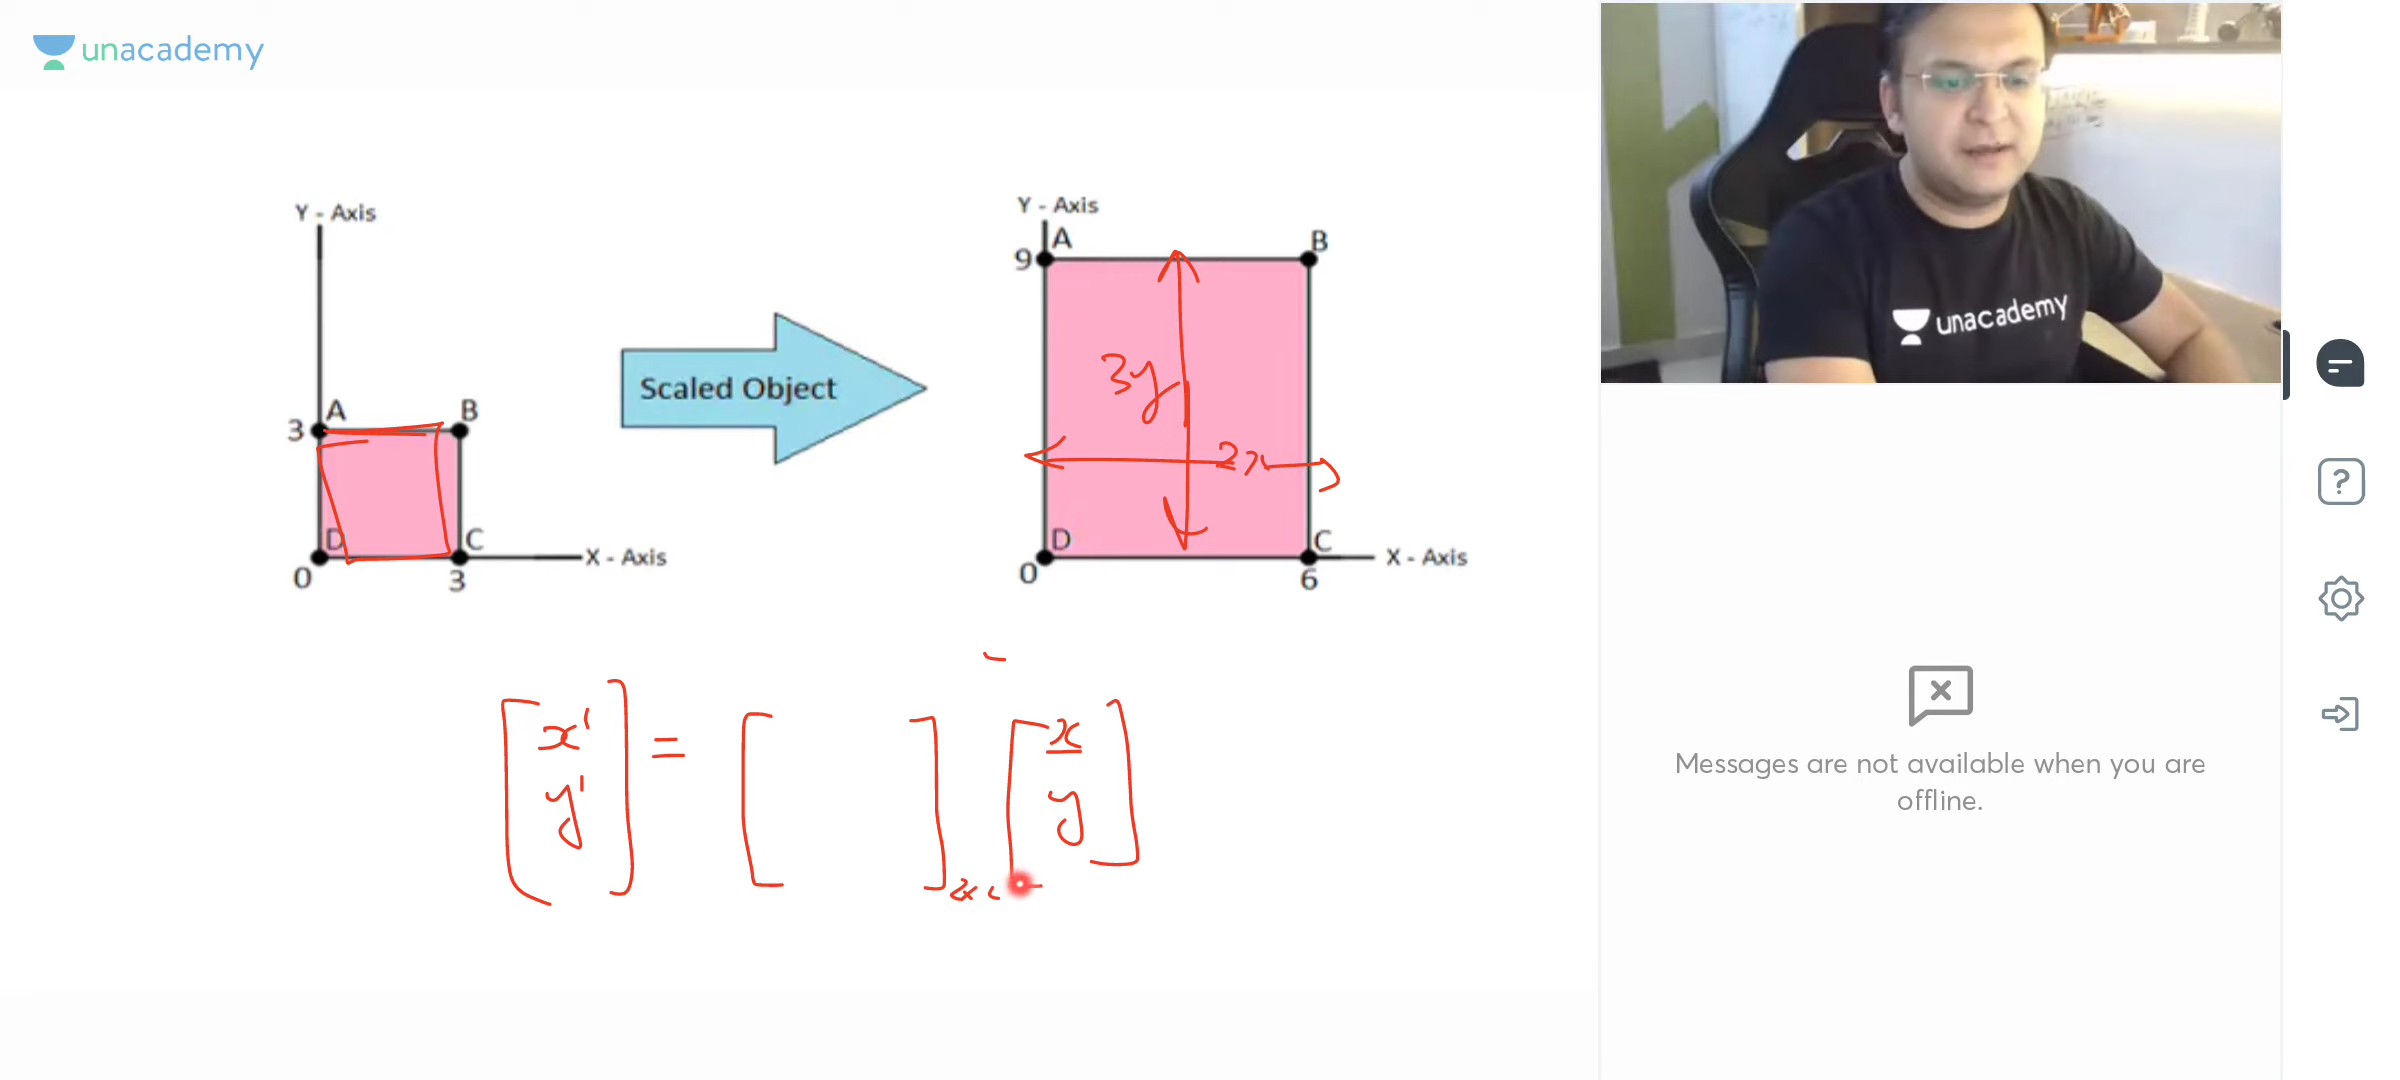 unacademy
Y - Axis
A
B
3
D
C
X - Axis
0
3
Scaled Object
Y - Axis
A
B
9
3y
2x
D
C
X - Axis
0
6
[x'
y'] = [ ]2x [x
y]
unacademy
?
Messages are not available when you are
offline.